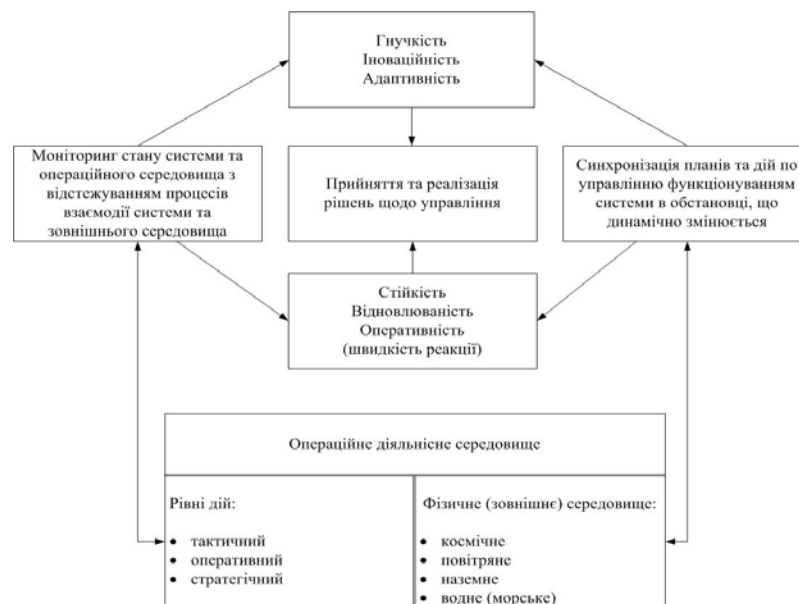 Гнучкість
Іноваційність
Адаптивність
Моніторинг стану системи та
операційного середовища з
відстежуванням процесів
взаємодії системи та
зовнішнього середовища
Прийняття та реалізація
рішень щодо управління
Синхронізація планів та дій по
управлінню функціонуванням
системи в обстановці, що
динамічно змінюється
Стійкість
Відновлюваність
Оперативність
(швидкість реакції)
Операційне діяльнісне середовище
Рівні дій:
• тактичний
• оперативний
• стратегічний
Фізичне (зовнішнє) середовище:
• космічне
• повітряне
• наземне
• водне (морське)